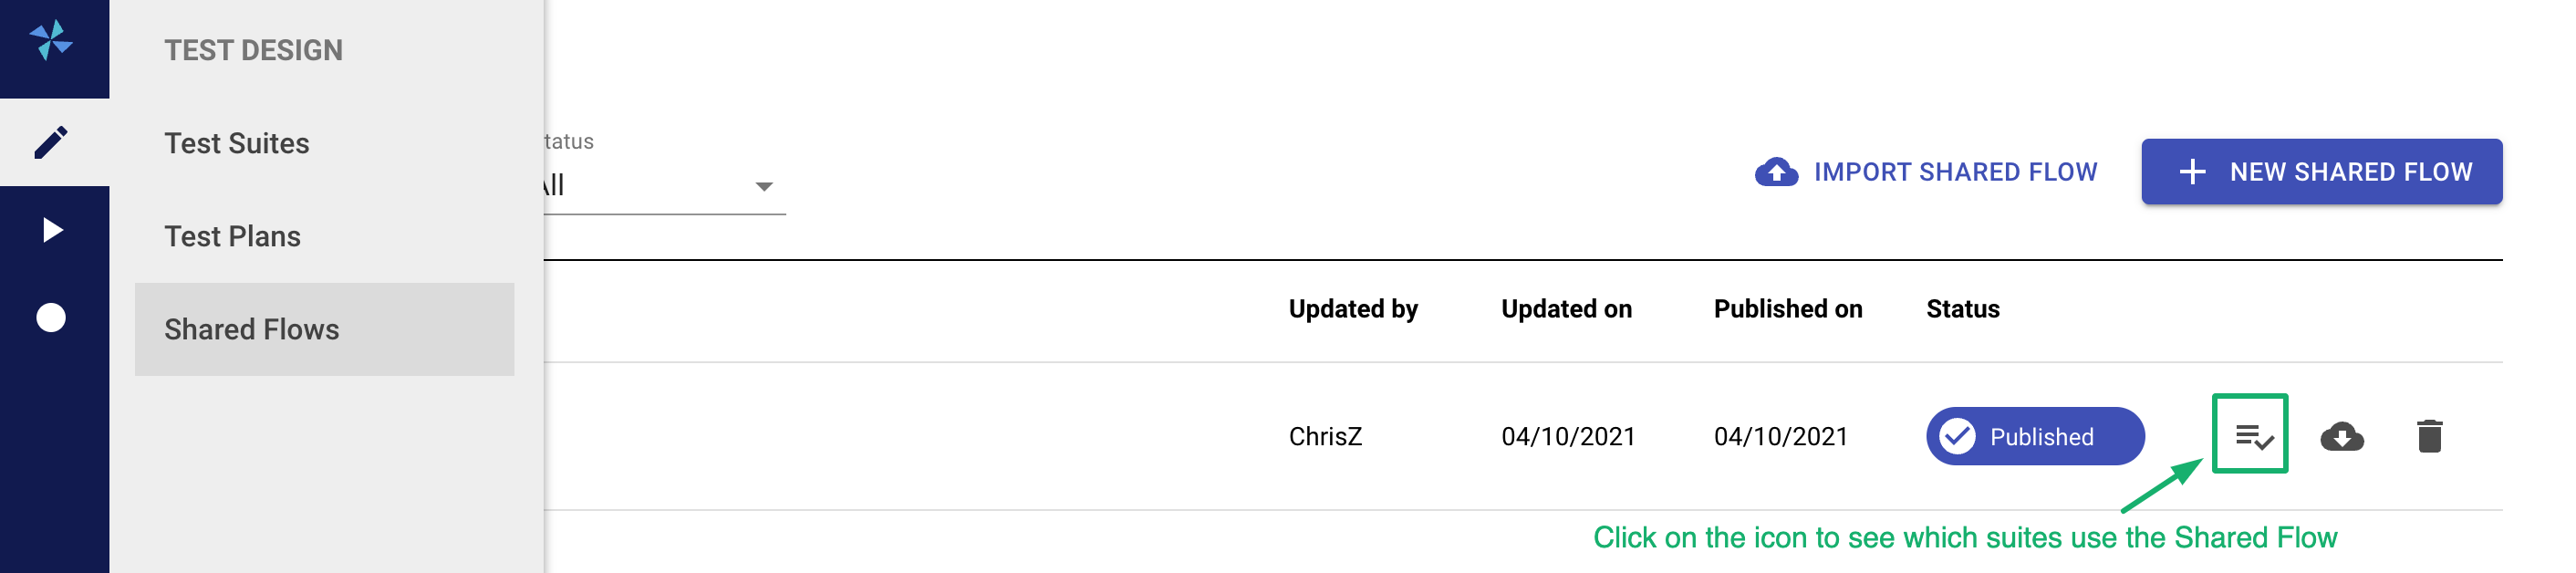 TEST DESIGN
Test Suites
Test Plans
Shared Flows
tatus
All
IMPORT SHARED FLOW
NEW SHARED FLOW
Updated by
Updated on
Published on
Status
ChrisZ
04/10/2021
04/10/2021
Published
Click on the icon to see which suites use the Shared Flow